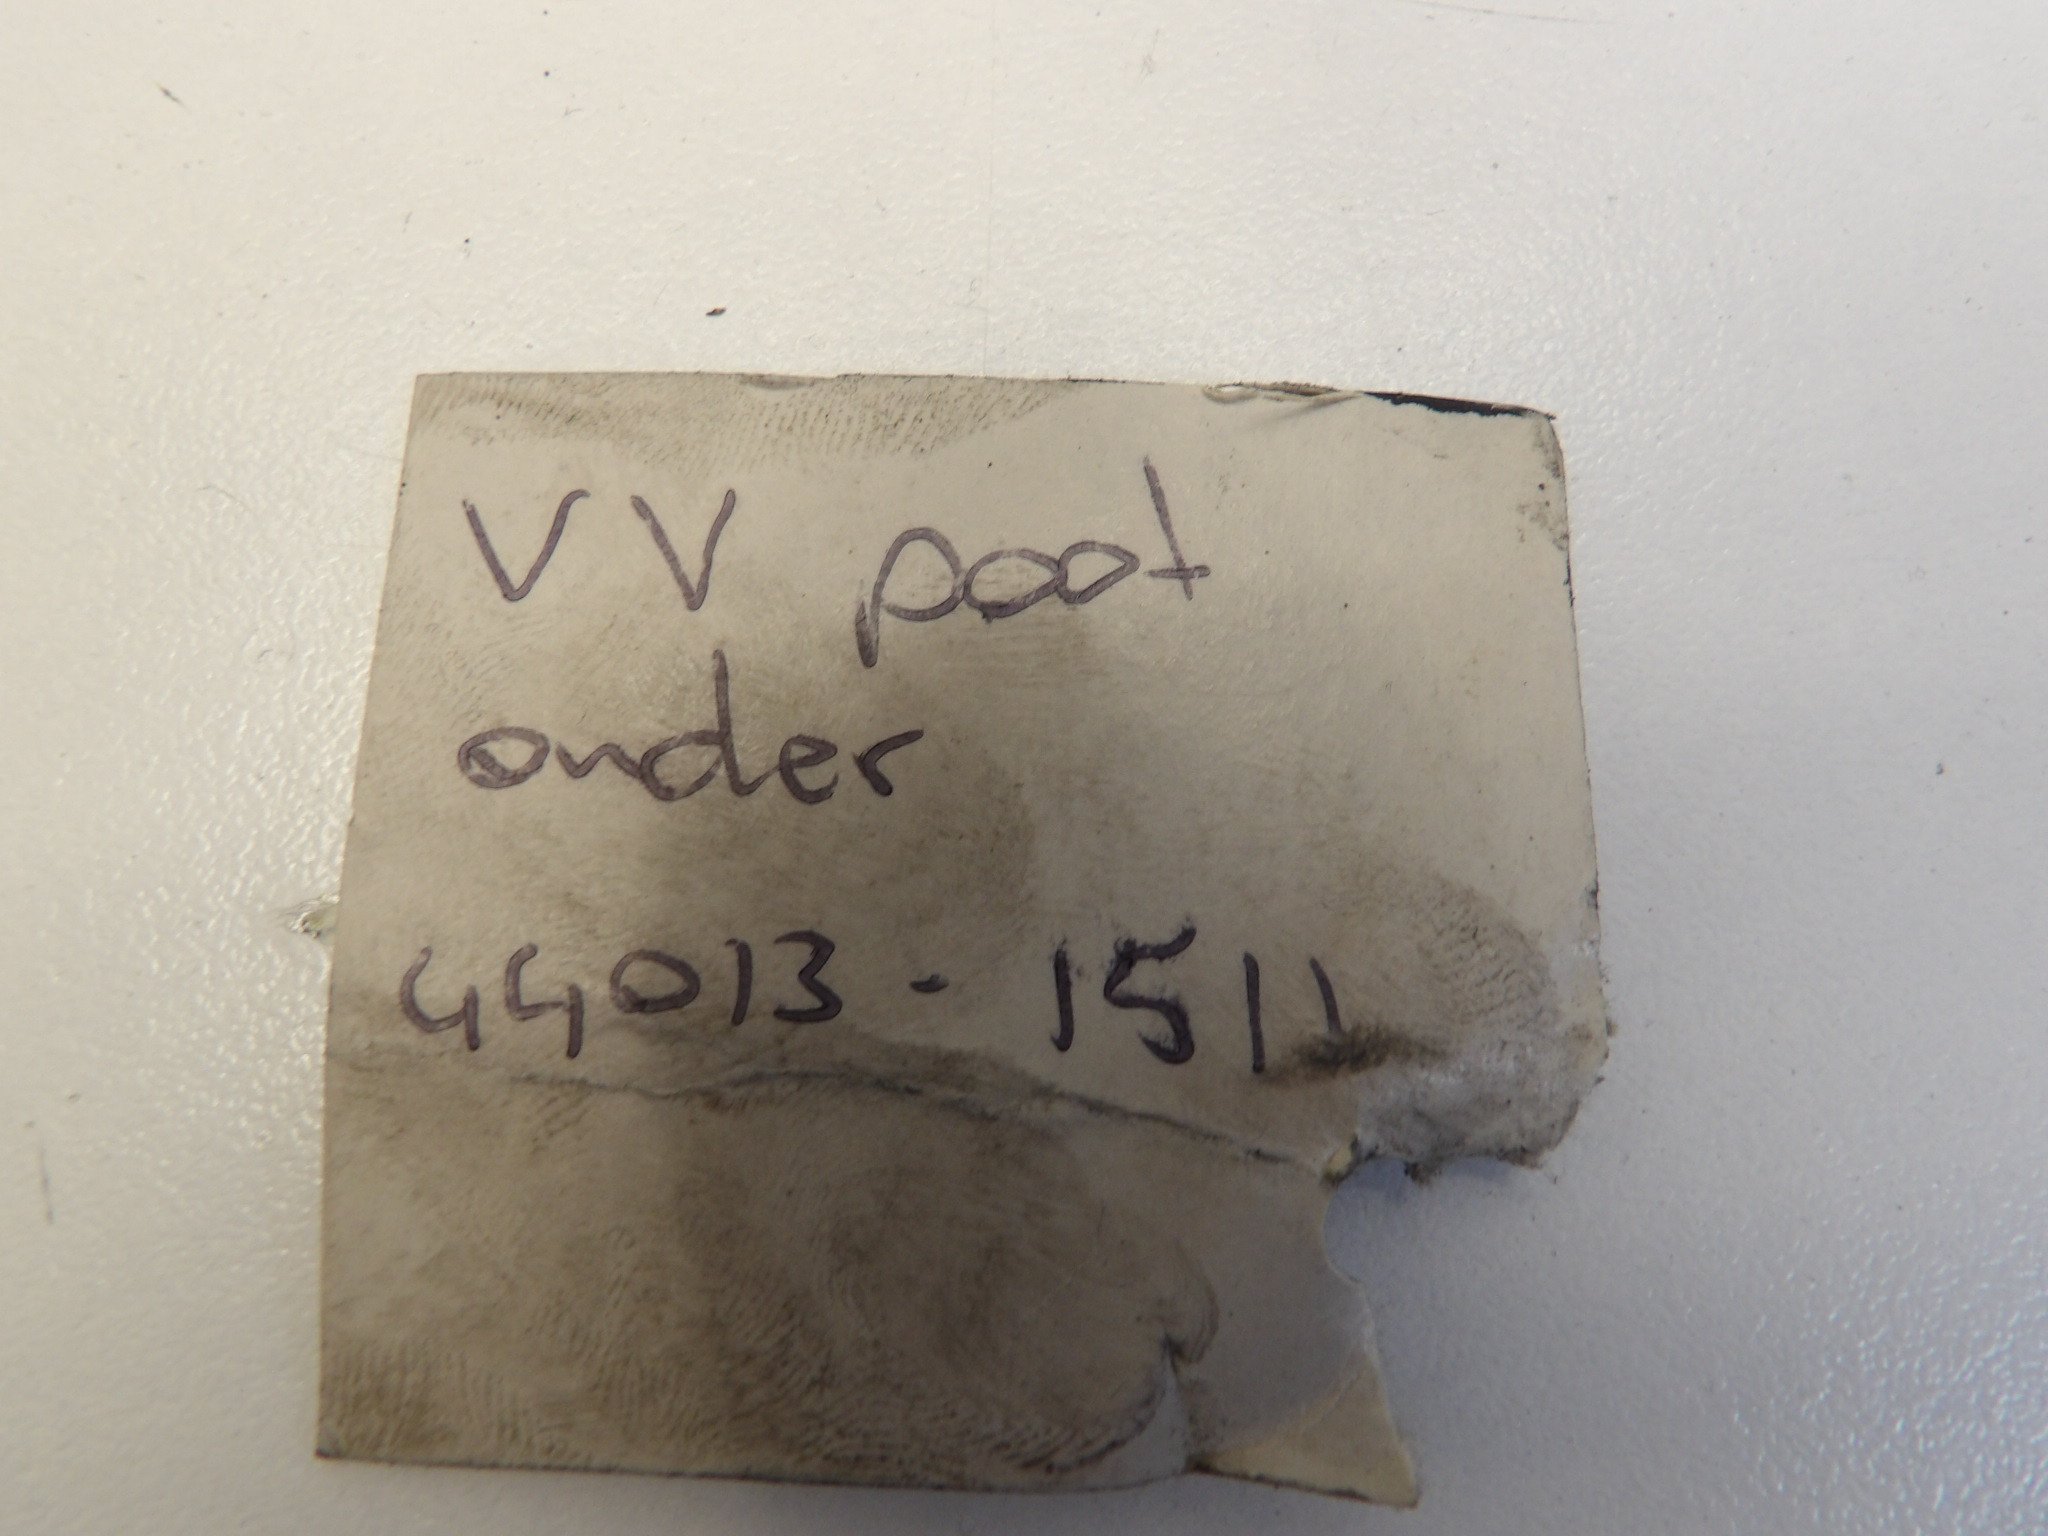 VV poot
onder
44013 - 1511